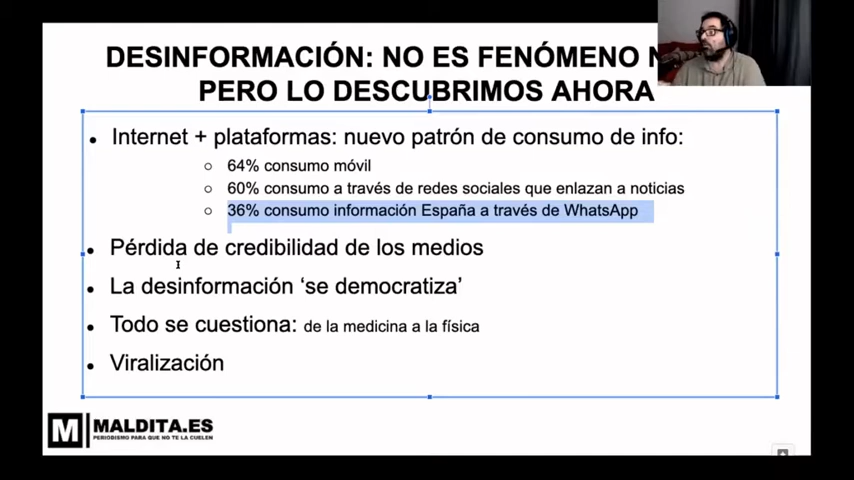 DESINFORMACIÓN: NO ES FENÓMENO N
PERO LO DESCUBRIMOS AHORA
Internet + plataformas: nuevo patrón de consumo de info:
64% consumo móvil
60% consumo a través de redes sociales que enlazan a noticias
36% consumo información España a través de WhatsApp
Pérdida de credibilidad de los medios
La desinformación ‘se democratiza’
Todo se cuestiona: de la medicina a la física
Viralización
M MALDITA.ES
PERIODISMO PARA QUE NO TE LA CUELEN